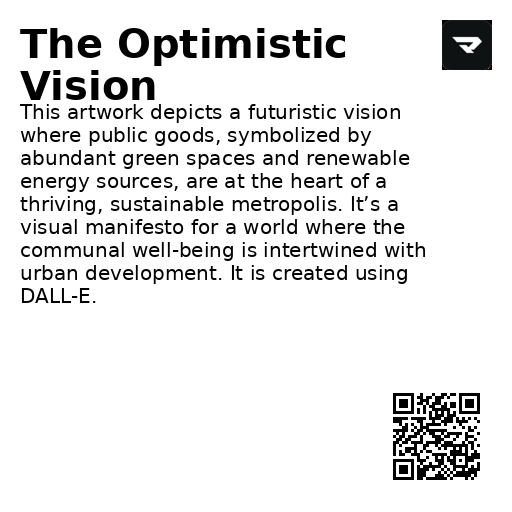 The Optimistic
Vision
This artwork depicts a futuristic vision
where public goods, symbolized by
abundant green spaces and renewable
energy sources, are at the heart of a
thriving, sustainable metropolis. It’s a
visual manifesto for a world where the
communal well-being is intertwined with
urban development. It is created using
DALL-E.